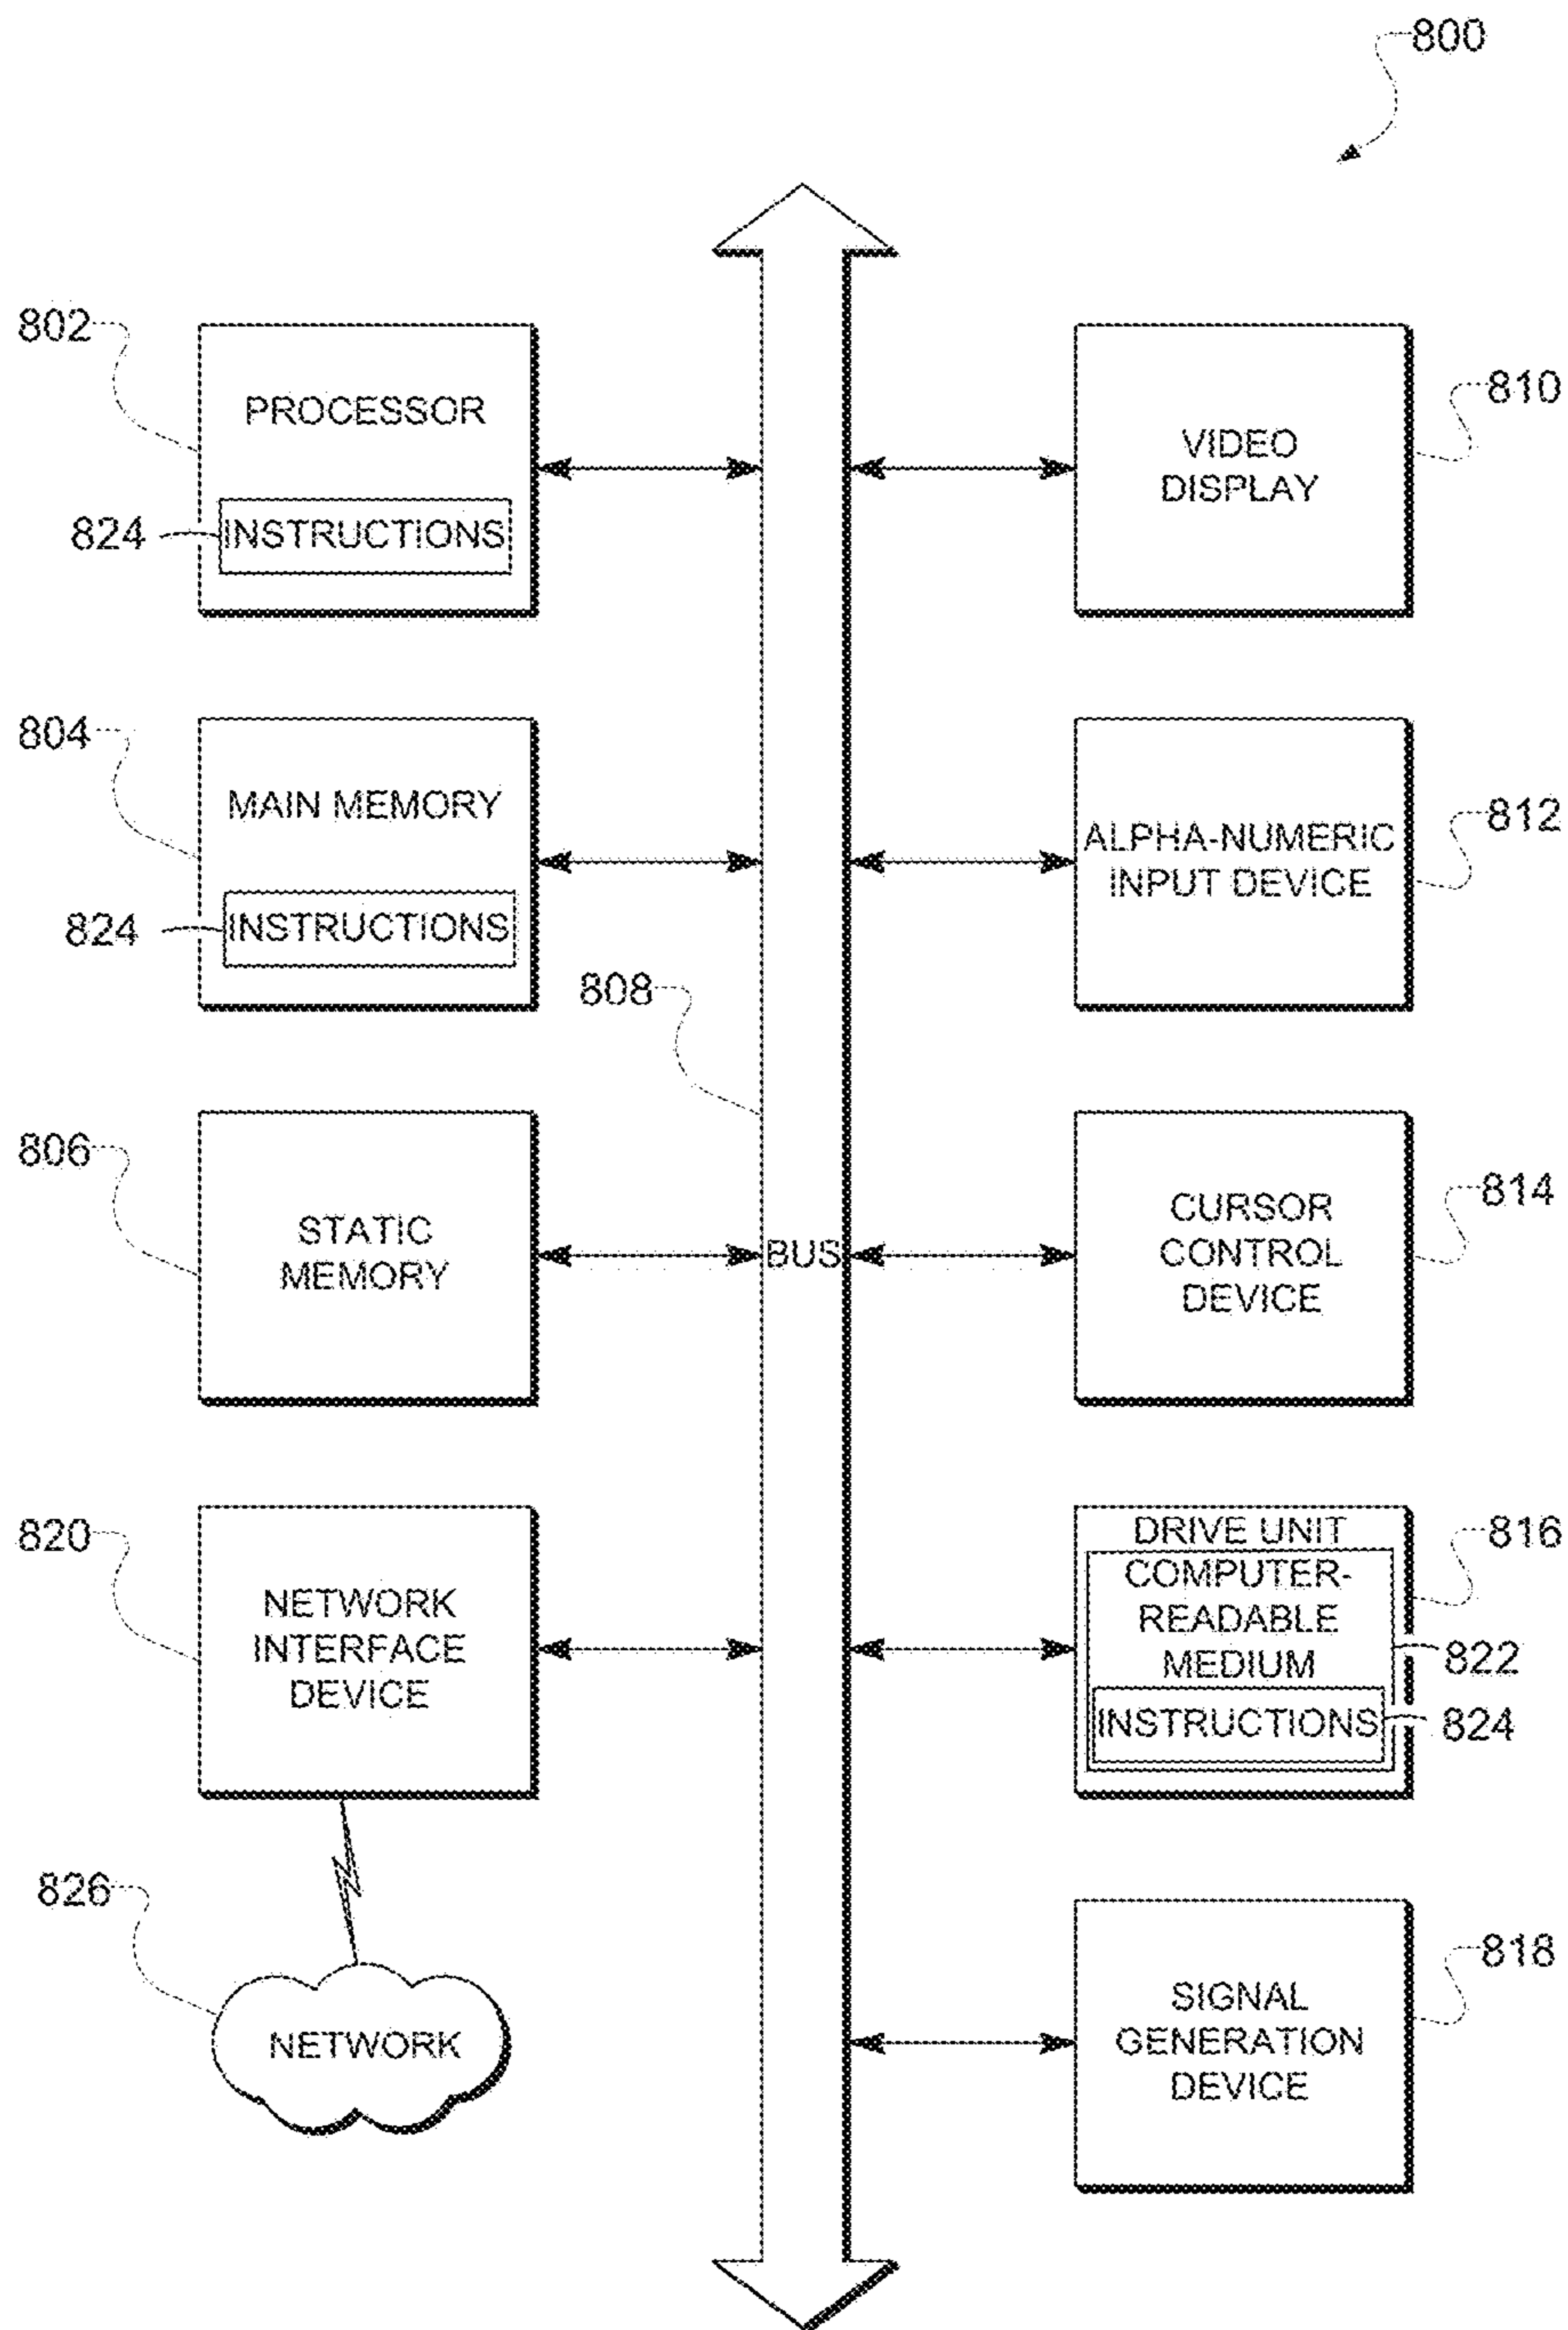 800
802
PROCESSOR
824
INSTRUCTIONS
810
VIDEO
DISPLAY
804
MAIN MEMORY
824
INSTRUCTIONS
812
ALPHA-NUMERIC
INPUT DEVICE
808
806
STATIC
MEMORY
BUS
814
CURSOR
CONTROL
DEVICE
820
NETWORK
INTERFACE
DEVICE
816
DRIVE UNIT
COMPUTER-
READABLE
MEDIUM
822
INSTRUCTIONS
824
826
NETWORK
818
SIGNAL
GENERATION
DEVICE